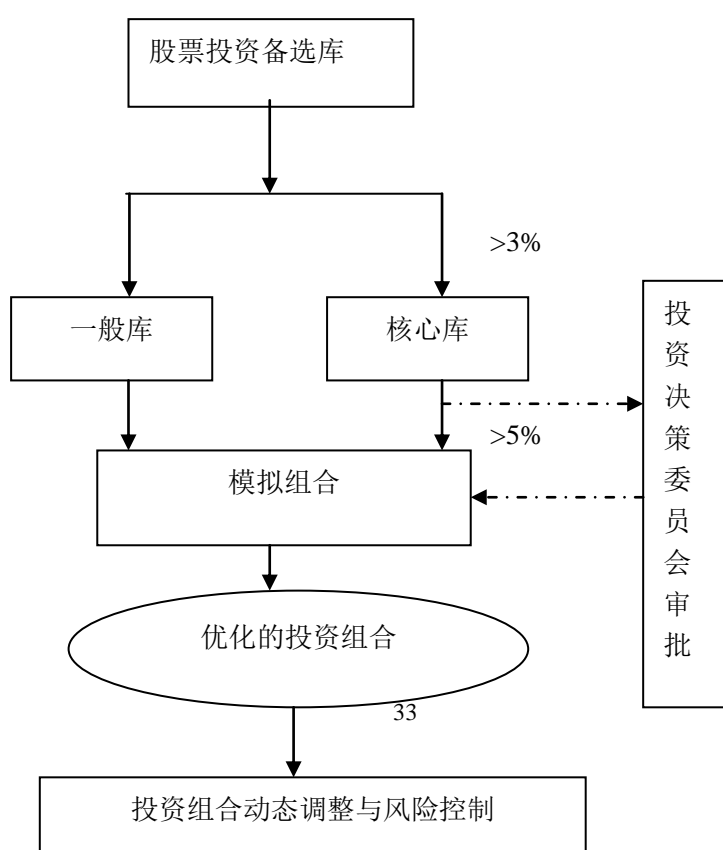 股票投资备选库
>3%
一般库
核心库
投
资
决
策
委
员
会
审
批
>5%
模拟组合
优化的投资组合
33
投资组合动态调整与风险控制